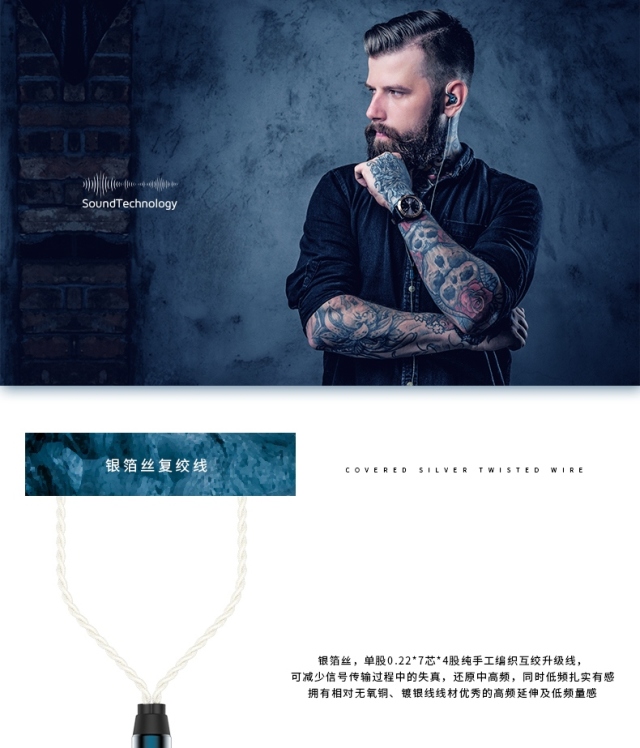 SoundTechnology
银箔丝复绞线
COVERED SILVER TWISTED WIRE
银箔丝，单股0.22*7芯*4股纯手工编织互绞升级线，
可减少信号传输过程中的失真，还原中高频，同时低频扎实有感
拥有相对无氧铜、镀银线线材优秀的高频延伸及低频量感